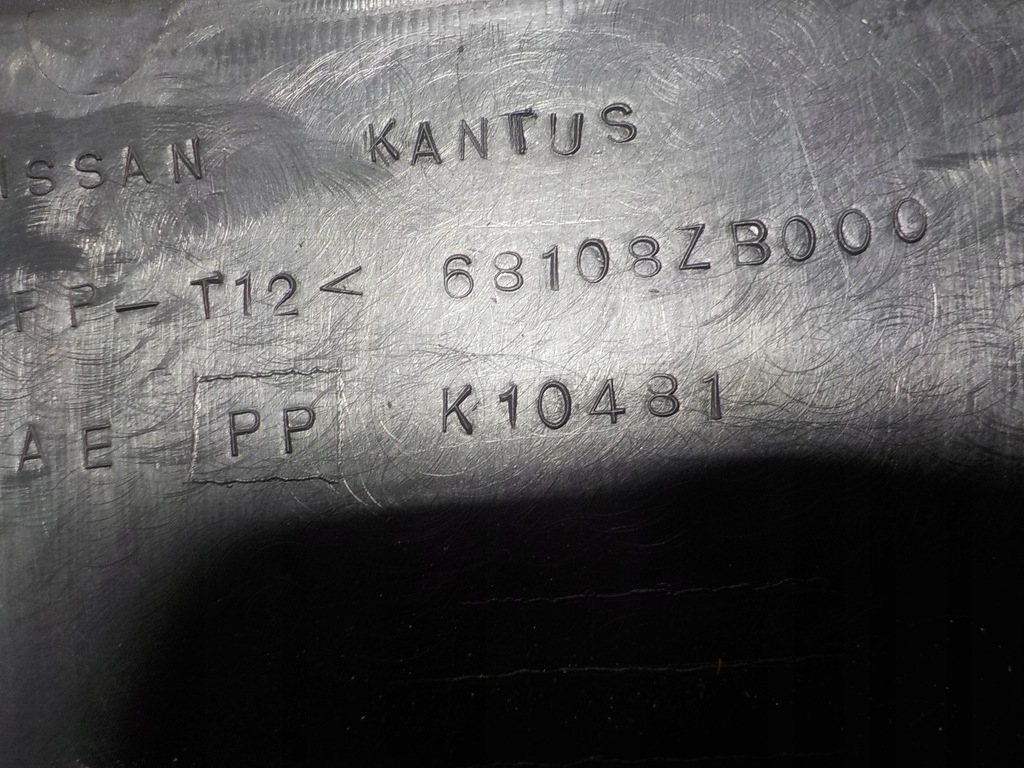 ISSAN KANTUS
PP-T12< 68108ZB000
AE PP K10481